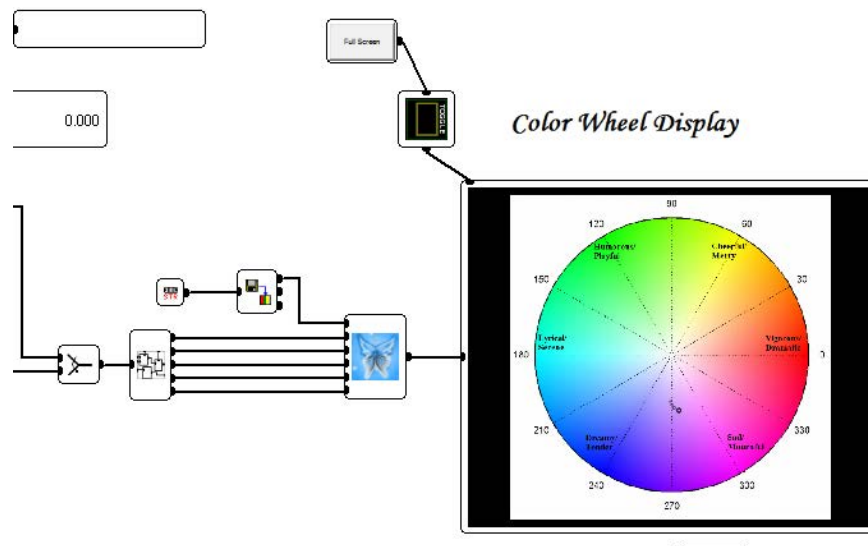 Full Screen
0.000
TOGGLE
Color Wheel Display
90
120
60
Humorous/
Playful
Cheerful/
Merry
150
30
Lyrical/
Serene
Vigorous/
Dramatic
180
0
210
330
Dreamy/
Tender
Sad/
Mournful
240
300
270